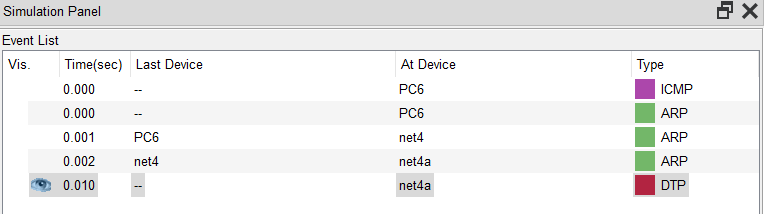 Simulation Panel
Event List
Vis. Time(sec) Last Device At Device Type
0.000 -- PC6 ICMP
0.000 -- PC6 ARP
0.001 PC6 net4 ARP
0.002 net4 net4a ARP
0.010 -- net4a DTP